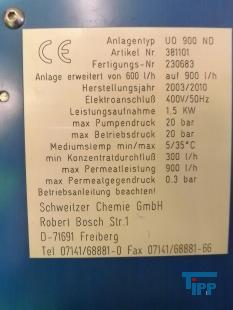 CE
Anlagentyp UO 900 ND
Artikel Nr 381101
Fertigungs-Nr 230683
Anlage erweitert von 600 l/h auf 900 l/h
Herstellungsjahr 2003/2010
Elektroanschluß 400V/50Hz
Leistungsaufnahme 1,5 KW
max Pumpendruck 20 bar
max Betriebsdruck 20 bar
Mediumstemp min/max 5/35°C
min Konzentratdurchfluß 300 l/h
max Permeatleistung 900 l/h
max Permeatgegendruck 0.3 bar
Betriebsanleitung beachten!
Schweitzer Chemie GmbH
Robert Bosch Str.1
D-71691 Freiberg
Tel 07141/68881-0 Fax 07141/68881-66
TIPP